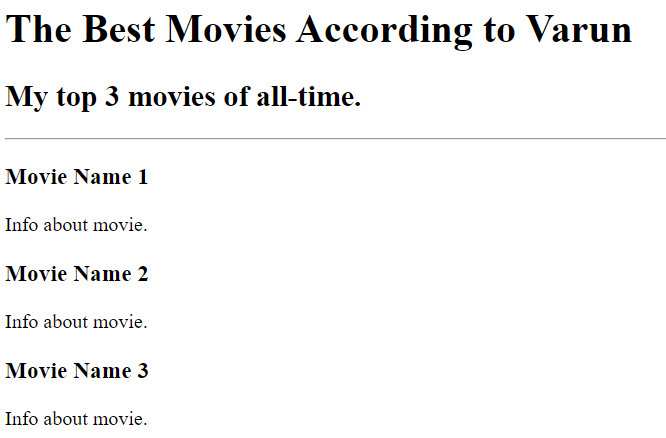 The Best Movies According to Varun
My top 3 movies of all-time.
Movie Name 1
Info about movie.
Movie Name 2
Info about movie.
Movie Name 3
Info about movie.